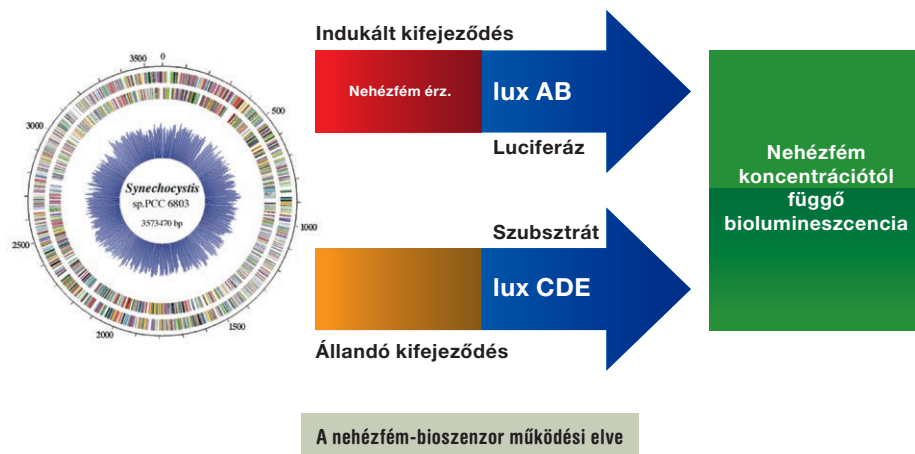 3500
0
500
3000
1000
2500
1500
2000
Synechocystis
sp.PCC 6803
3573470 bp
Indukált kifejeződés
Nehézfém érz.
lux AB
Luciferáz
Szubsztrát
lux CDE
Állandó kifejeződés
Nehézfém
koncentrációtól
függő
biolumineszcencia
A nehézfém-bioszenzor működési elve